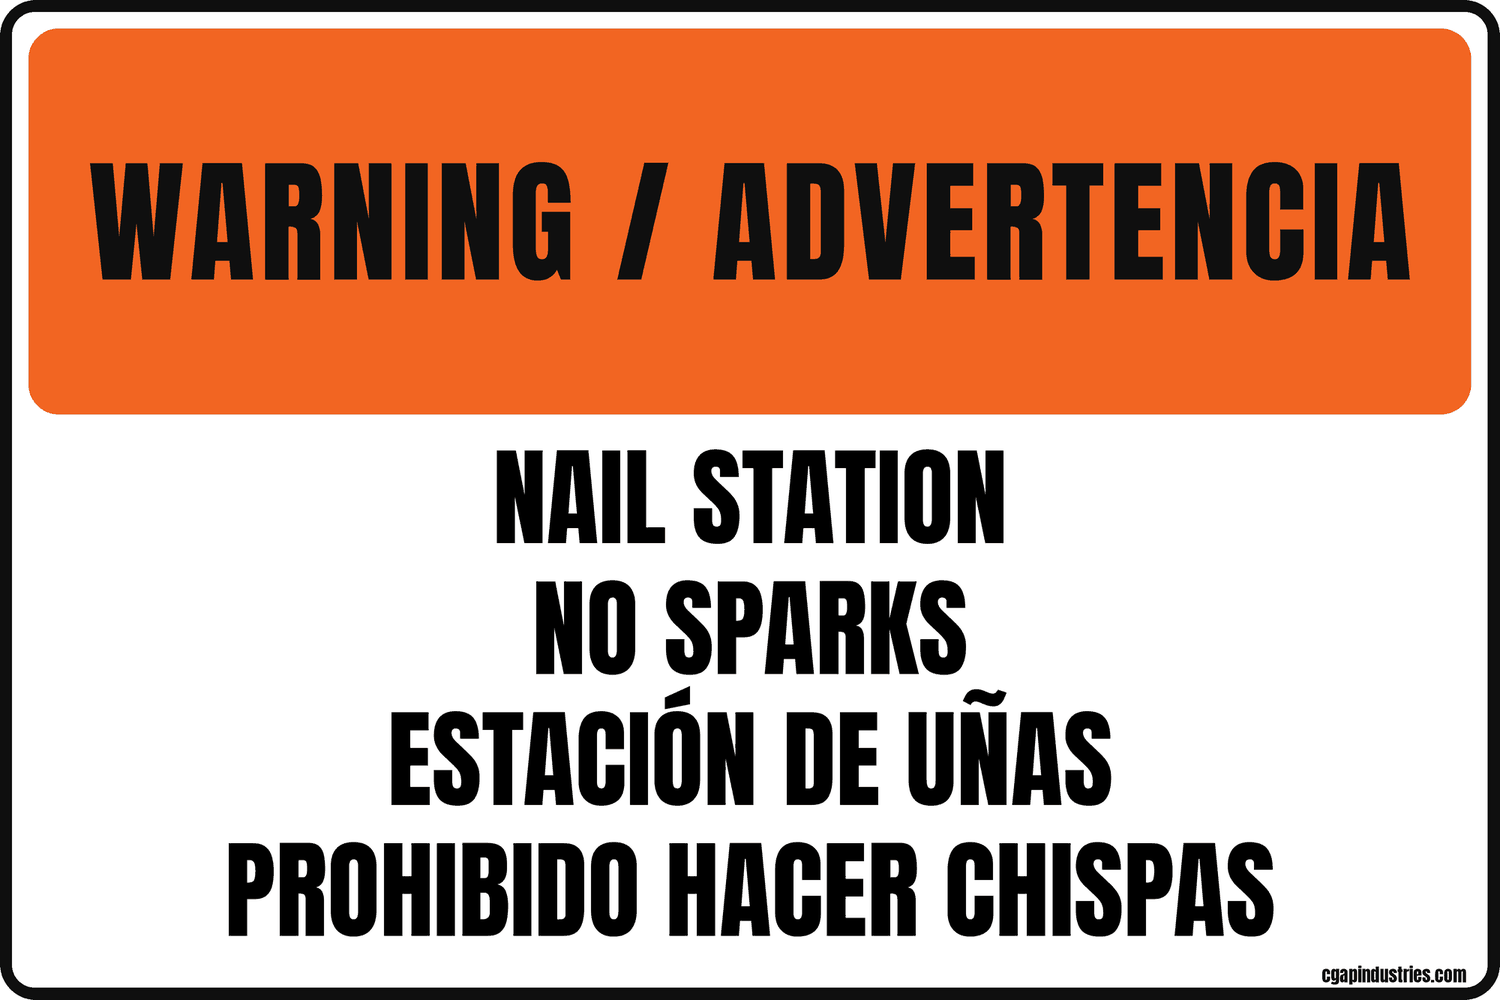 WARNING / ADVERTENCIA
NAIL STATION
NO SPARKS
ESTACIÓN DE UÑAS
PROHIBIDO HACER CHISPAS
cgapindustries.com